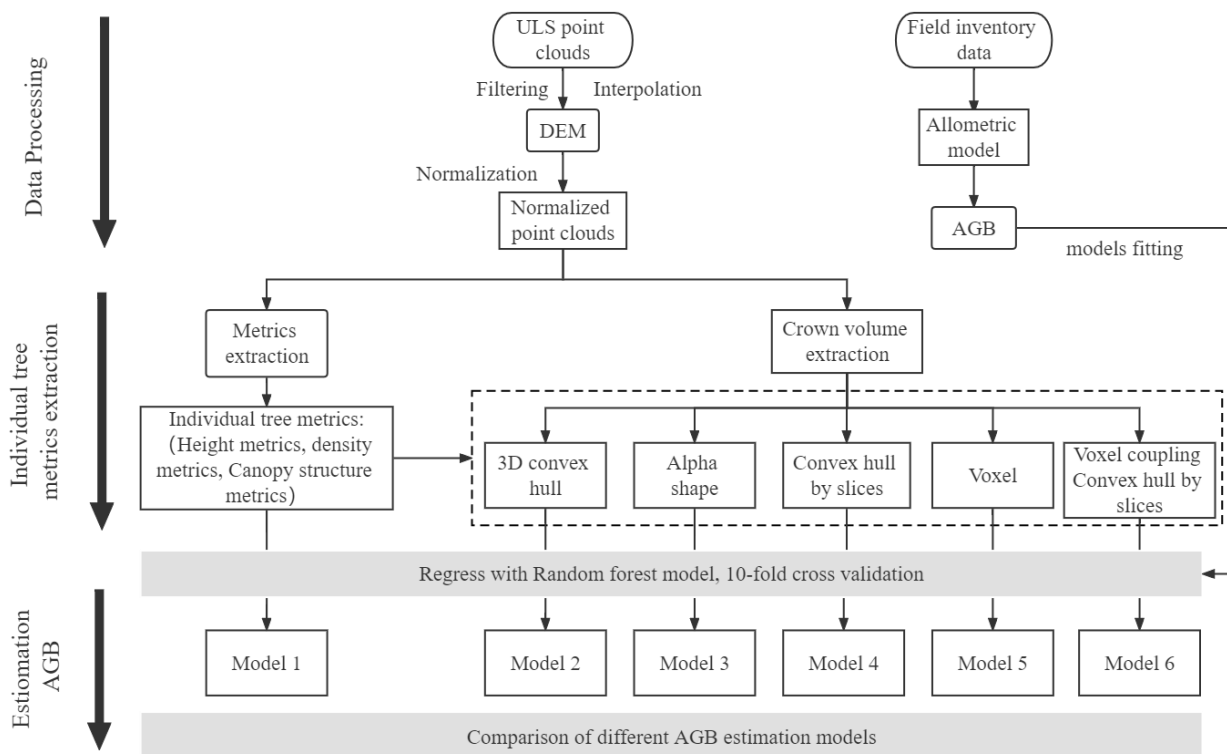 Data Processing
ULS point
clouds
Filtering
Interpolation
DEM
Normalization
Normalized
point clouds
Field inventory
data
Allometric
model
AGB
models fitting
Individual tree
metrics extraction
Metrics
extraction
Crown volume
extraction
Individual tree metrics:
(Height metrics, density
metrics, Canopy structure
metrics)
3D convex
hull
Alpha
shape
Convex hull
by slices
Voxel
Voxel coupling
Convex hull by
slices
Regress with Random forest model, 10-fold cross validation
Estiomation
AGB
Model 1
Model 2
Model 3
Model 4
Model 5
Model 6
Comparison of different AGB estimation models